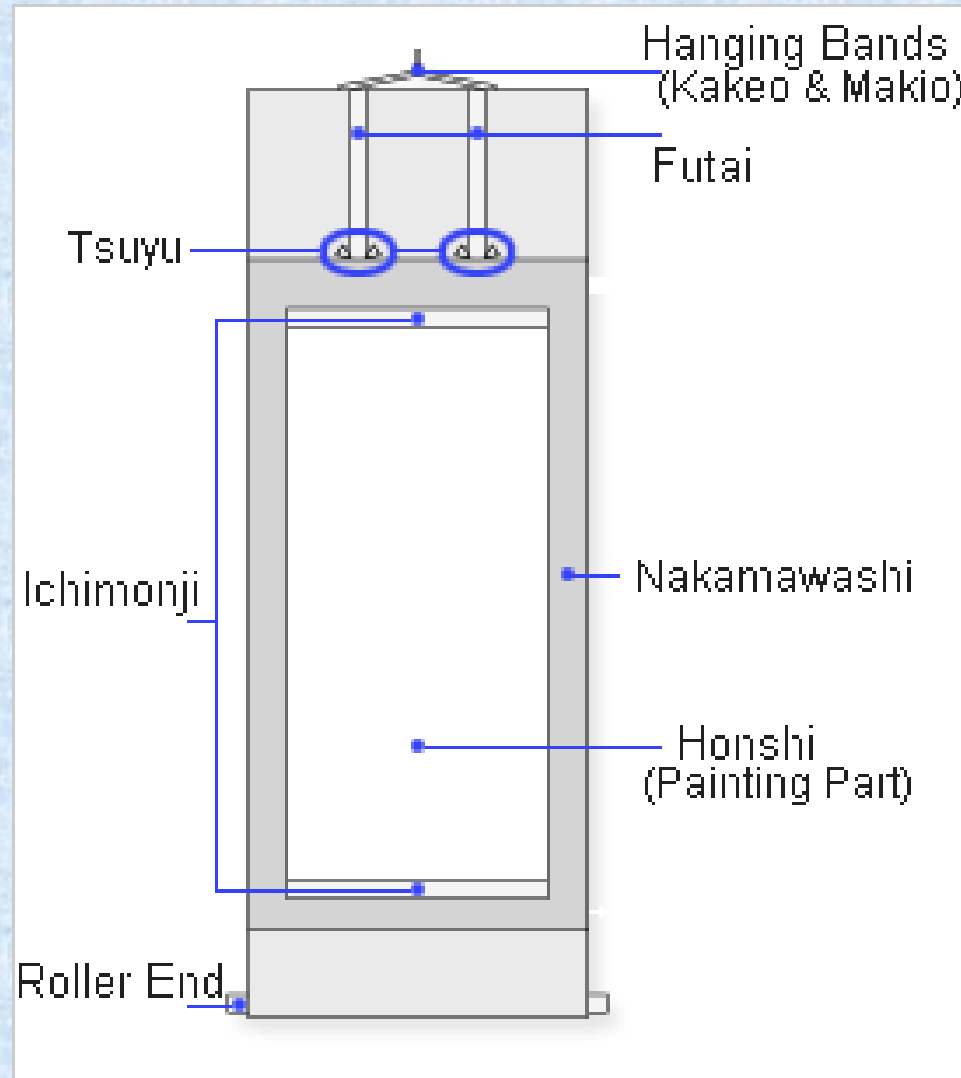 Hanging Bands
(Kakeo & Makio)
Futai
Tsuyu
Ichimonji
Nakamawashi
Honshi
(Painting Part)
Roller End